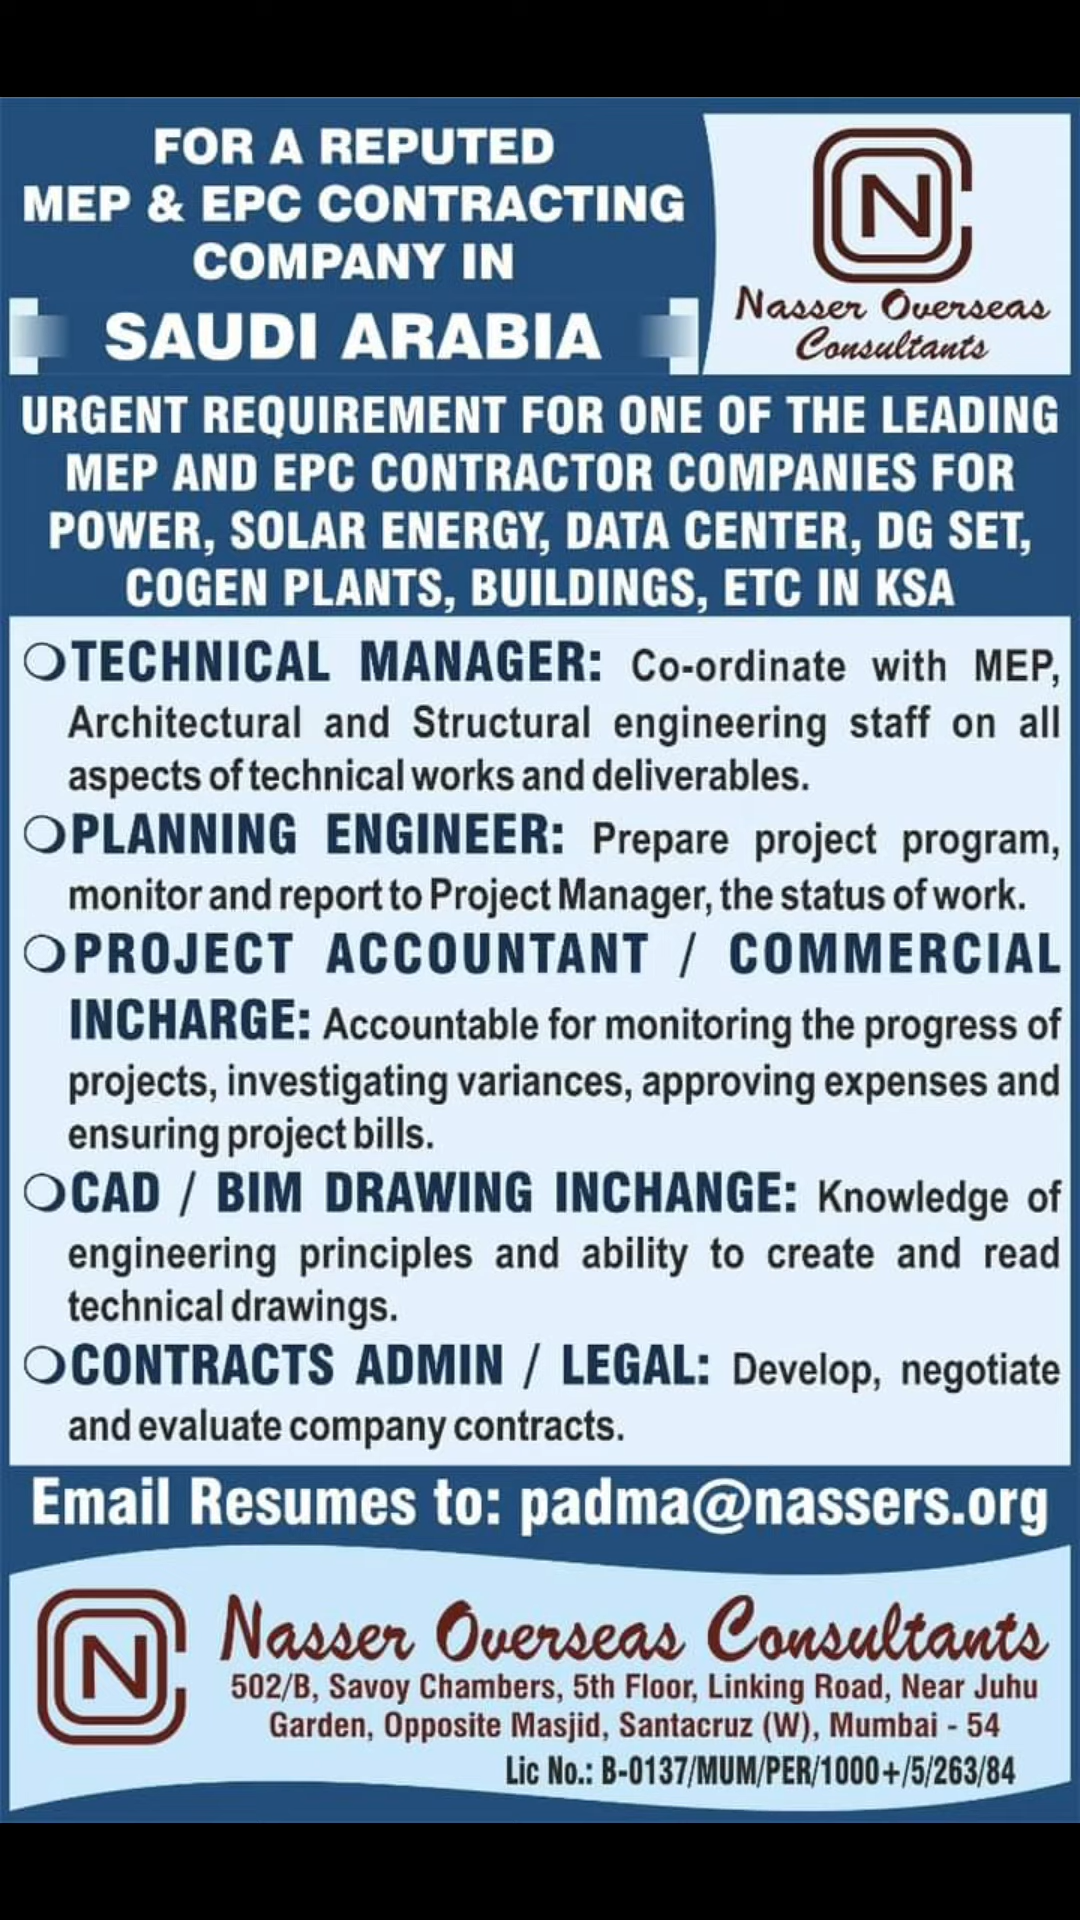 FOR A REPUTED
MEP & EPC CONTRACTING
COMPANY IN
SAUDI ARABIA
N
Nasser Overseas
Consultants
URGENT REQUIREMENT FOR ONE OF THE LEADING
MEP AND EPC CONTRACTOR COMPANIES FOR
POWER, SOLAR ENERGY, DATA CENTER, DG SET,
COGEN PLANTS, BUILDINGS, ETC IN KSA
TECHNICAL MANAGER: Co-ordinate with MEP,
Architectural and Structural engineering staff on all
aspects of technical works and deliverables.
PLANNING ENGINEER: Prepare project program,
monitor and report to Project Manager, the status of work.
PROJECT ACCOUNTANT / COMMERCIAL
INCHARGE: Accountable for monitoring the progress of
projects, investigating variances, approving expenses and
ensuring project bills.
CAD / BIM DRAWING INCHANGE: Knowledge of
engineering principles and ability to create and read
technical drawings.
CONTRACTS ADMIN / LEGAL: Develop, negotiate
and evaluate company contracts.
Email Resumes to: padma@nassers.org
N
Nasser Overseas Consultants
502/B, Savoy Chambers, 5th Floor, Linking Road, Near Juhu
Garden, Opposite Masjid, Santacruz (W), Mumbai - 54
Lic No.: B-0137/MUM/PER/1000+/5/263/84